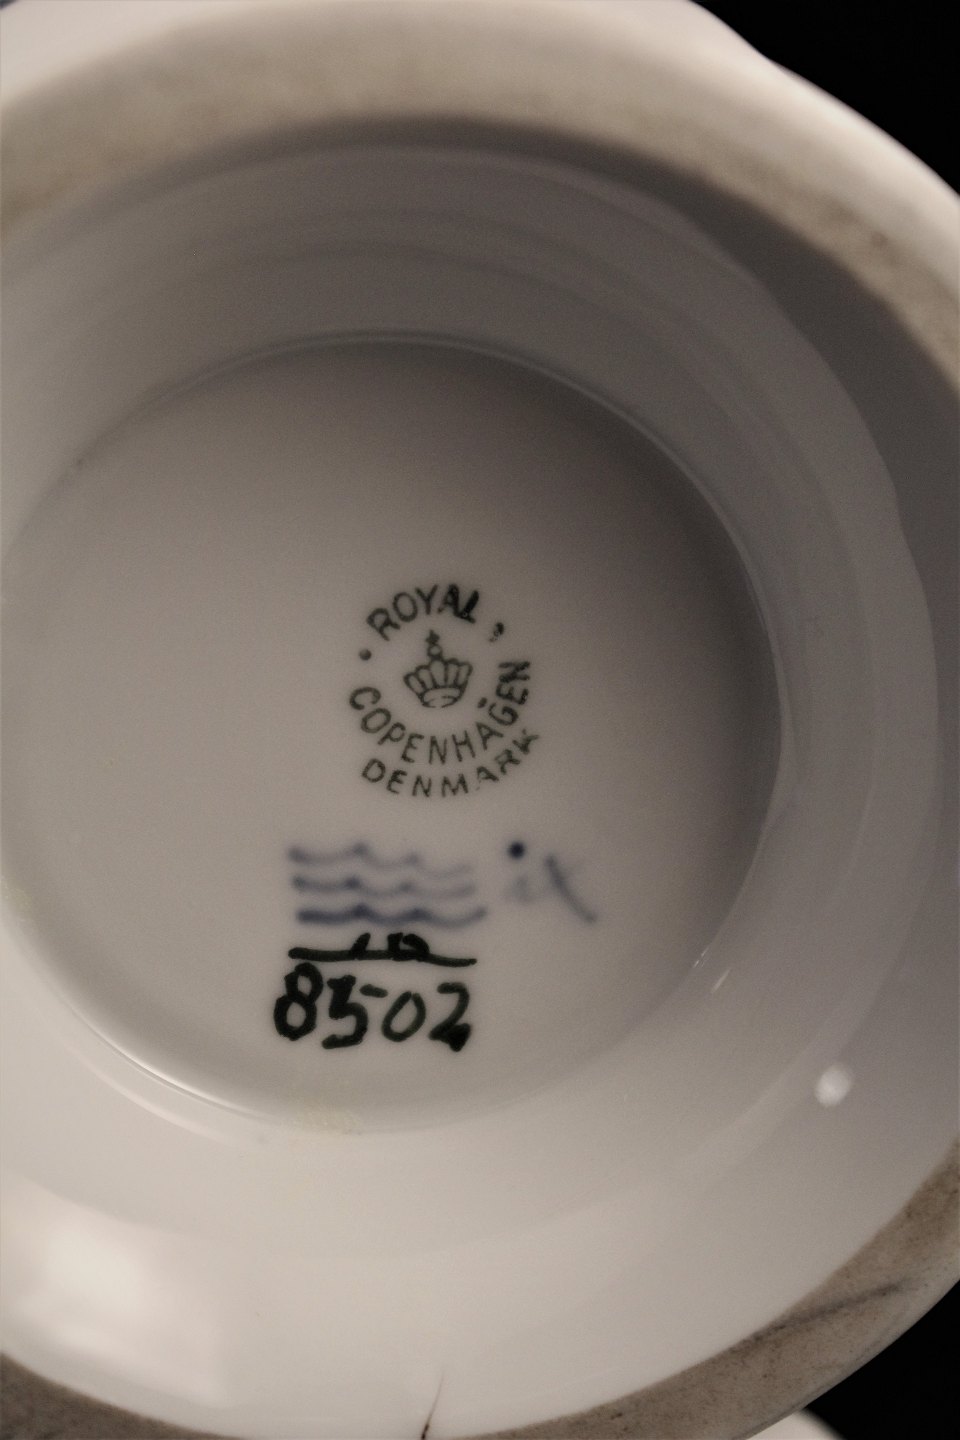 ROYAL
COPENHAGEN
DENMARK
8502